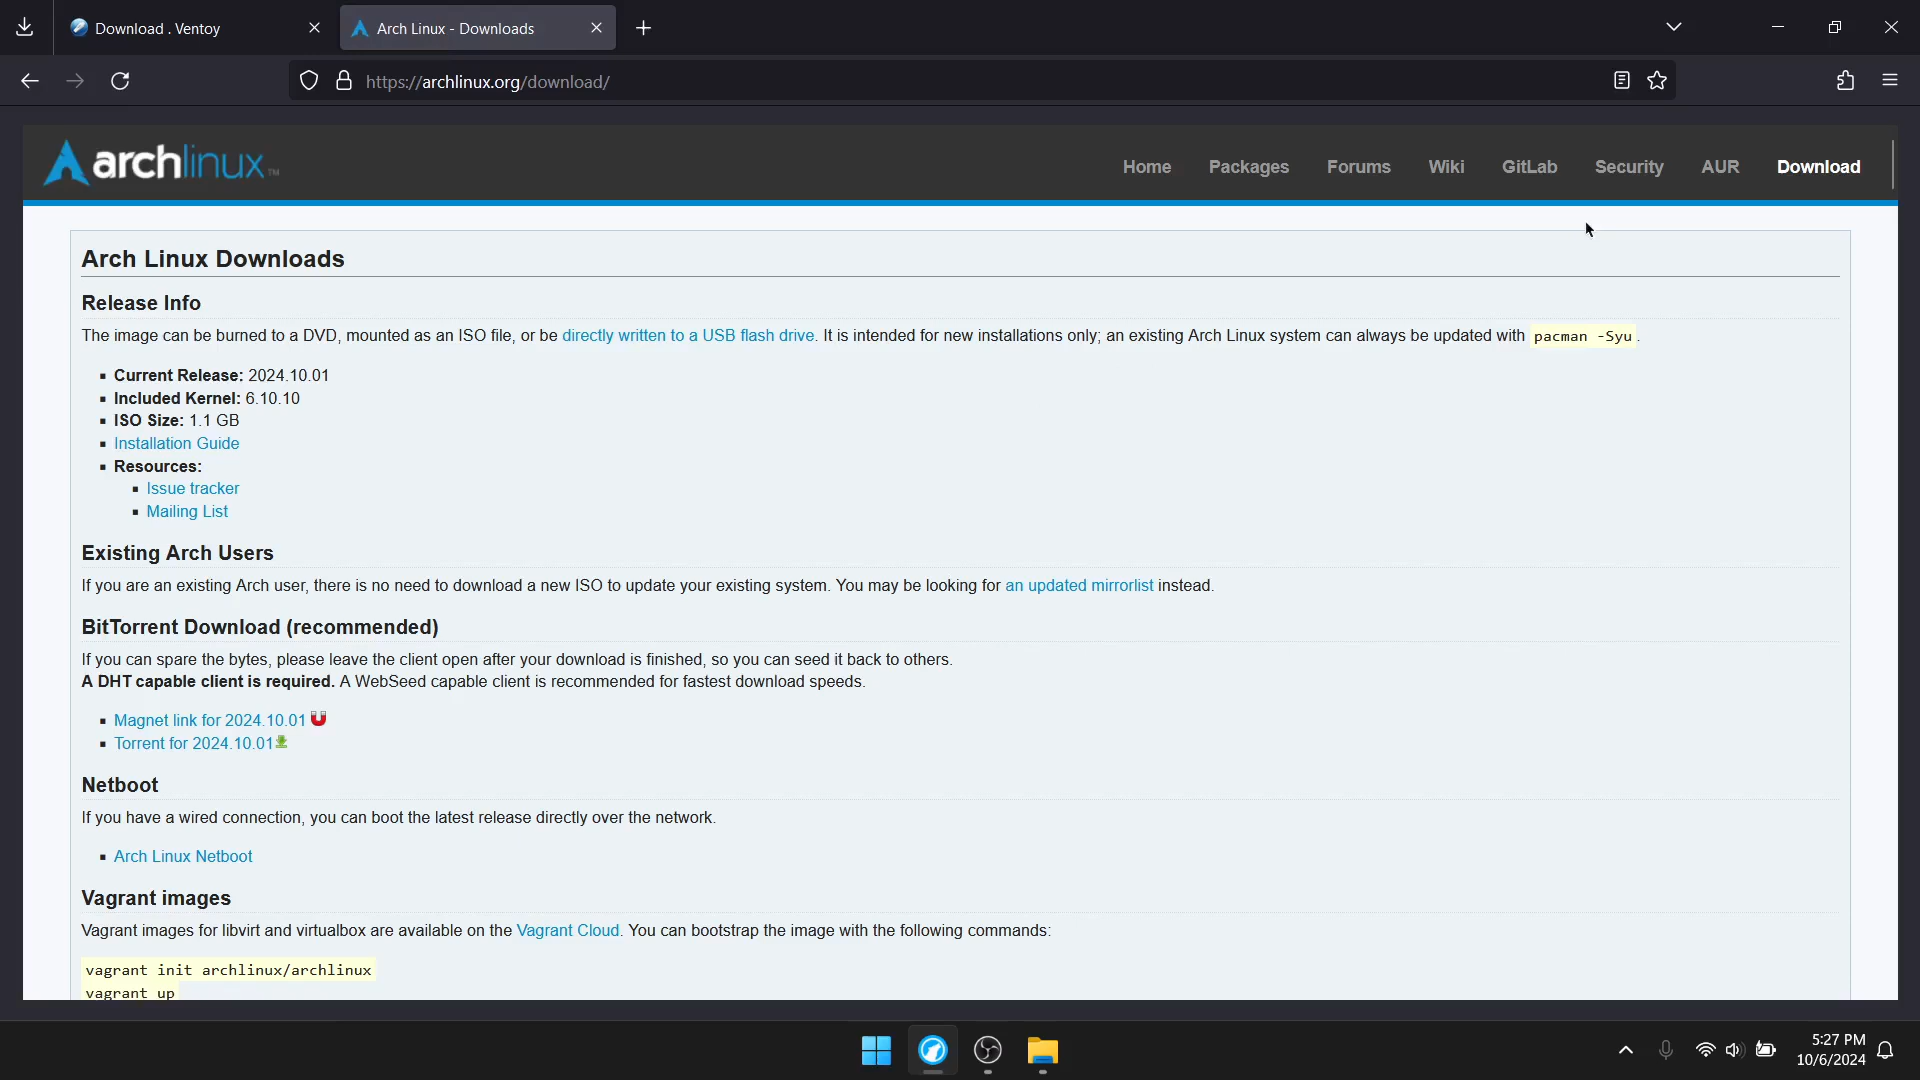 Download . Ventoy
Arch Linux - Downloads
https://archlinux.org/download/
archlinux™
Home Packages Forums Wiki GitLab Security AUR Download
Arch Linux Downloads
Release Info
The image can be burned to a DVD, mounted as an ISO file, or be directly written to a USB flash drive. It is intended for new installations only; an existing Arch Linux system can always be updated with pacman -Syu .
Current Release: 2024.10.01
Included Kernel: 6.10.10
ISO Size: 1.1 GB
Installation Guide
Resources:
Issue tracker
Mailing List
Existing Arch Users
If you are an existing Arch user, there is no need to download a new ISO to update your existing system. You may be looking for an updated mirrorlist instead.
BitTorrent Download (recommended)
If you can spare the bytes, please leave the client open after your download is finished, so you can seed it back to others.
A DHT capable client is required. A WebSeed capable client is recommended for fastest download speeds.
Magnet link for 2024.10.01
Torrent for 2024.10.01
Netboot
If you have a wired connection, you can boot the latest release directly over the network.
Arch Linux Netboot
Vagrant images
Vagrant images for libvirt and virtualbox are available on the Vagrant Cloud. You can bootstrap the image with the following commands:
vagrant init archlinux/archlinux
vagrant up
5:27 PM
10/6/2024